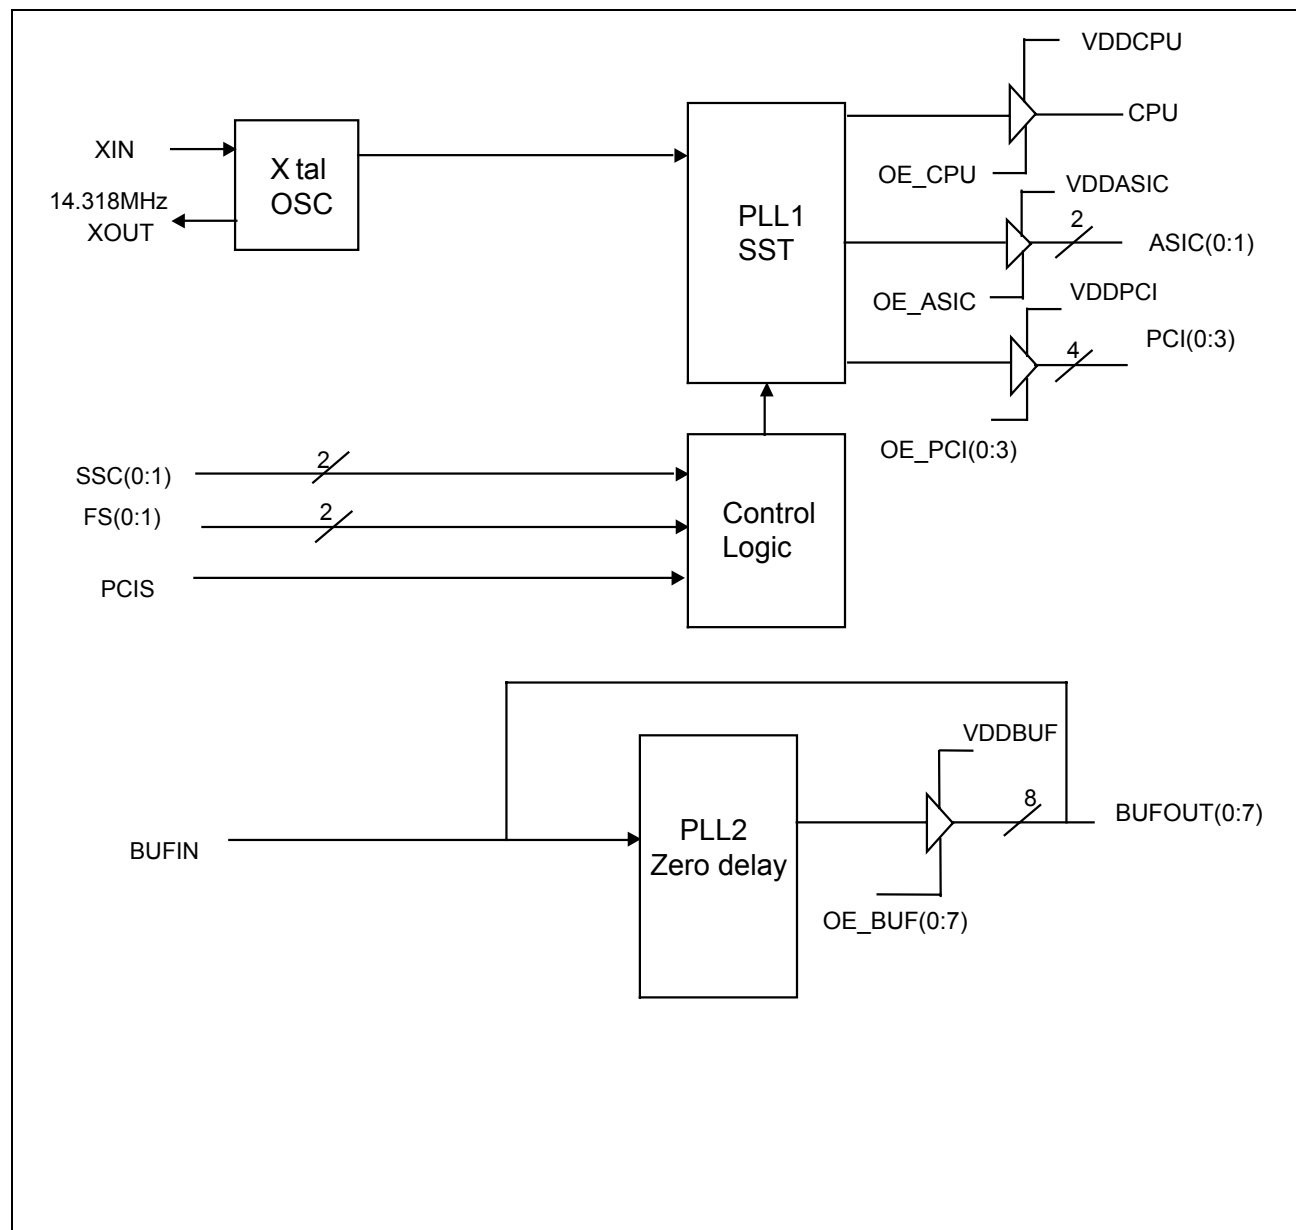 VDDCPU
CPU
XIN
X tal
OSC
OE_CPU
VDDASIC
14.318MHz
XOUT
PLL1
SST
2
ASIC(0:1)
OE_ASIC
VDDPCI
PCI(0:3)
4
OE_PCI(0:3)
SSC(0:1)
2
FS(0:1)
2
Control
Logic
PCIS
VDDBUF
8
BUFOUT(0:7)
BUFIN
PLL2
Zero delay
OE_BUF(0:7)